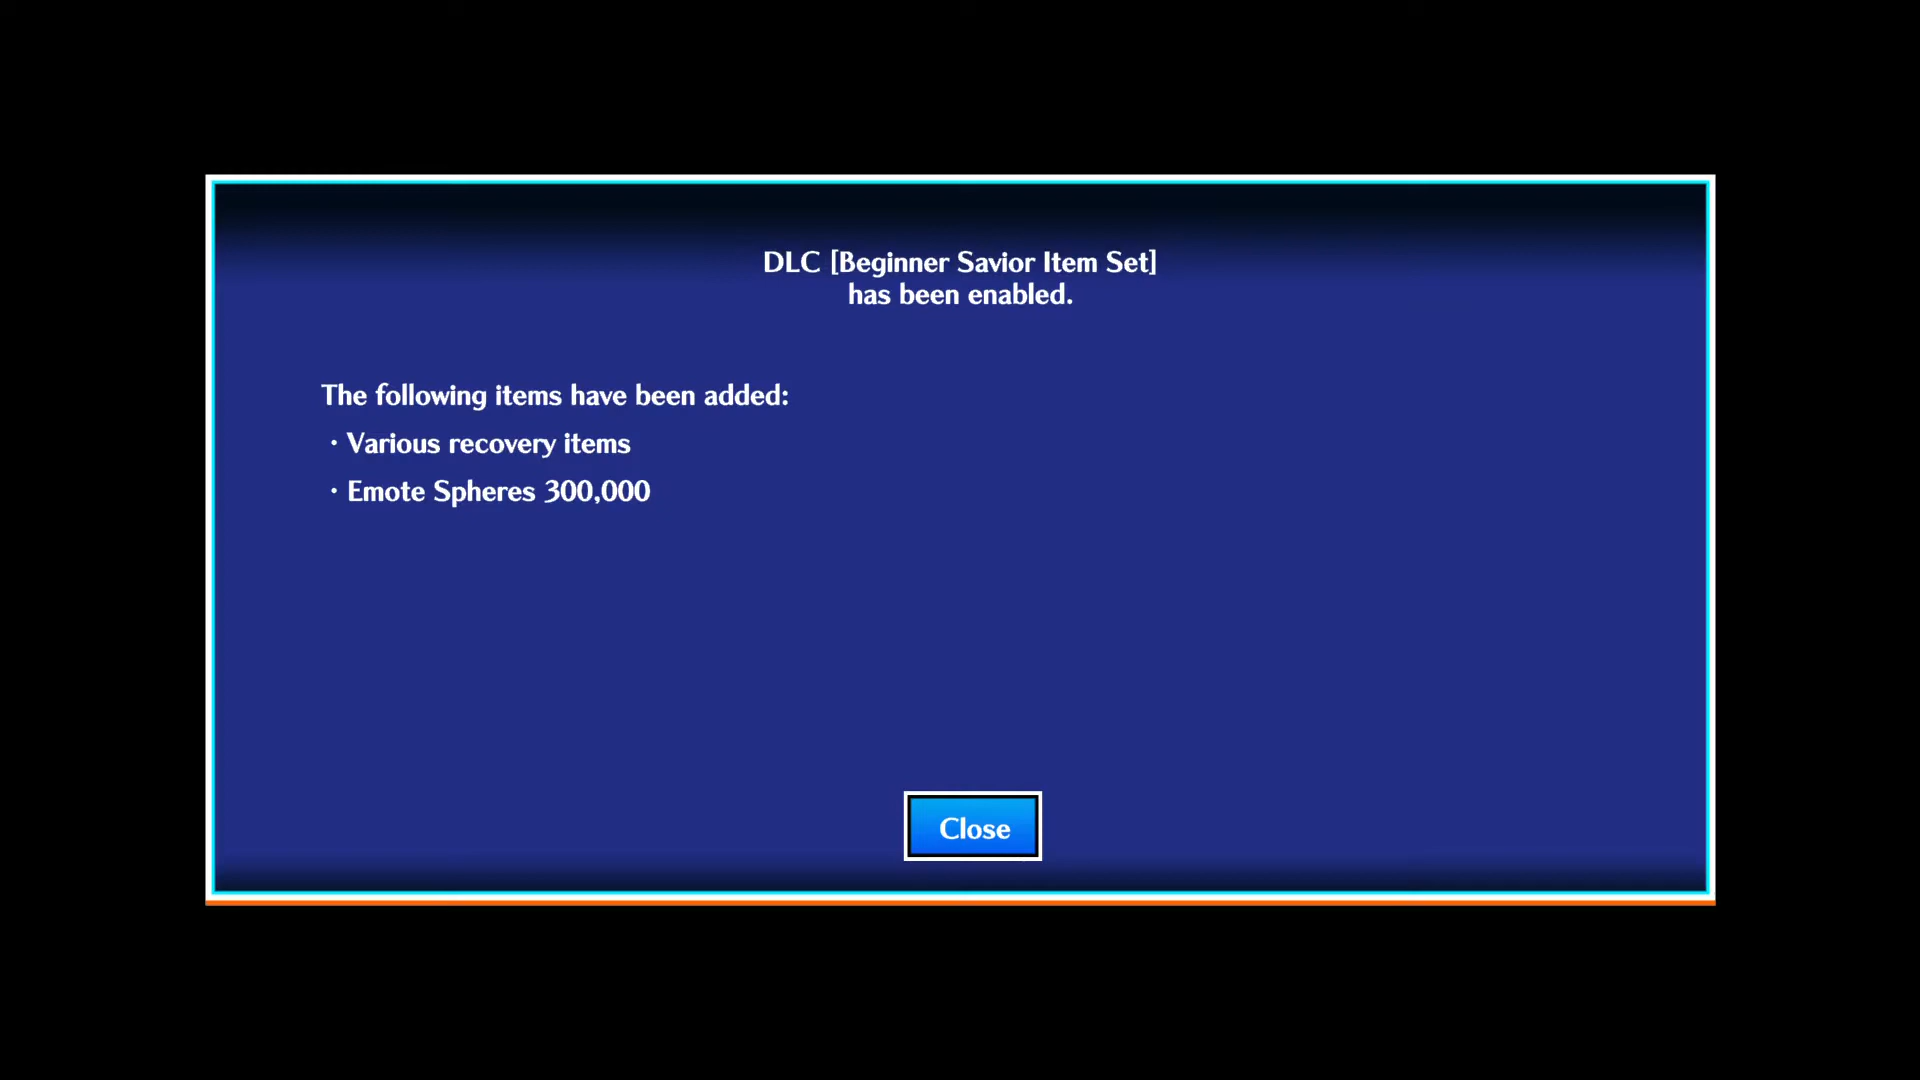 DLC [Beginner Savior Item Set]
has been enabled.
The following items have been added:
・Various recovery items
・Emote Spheres 300,000
Close